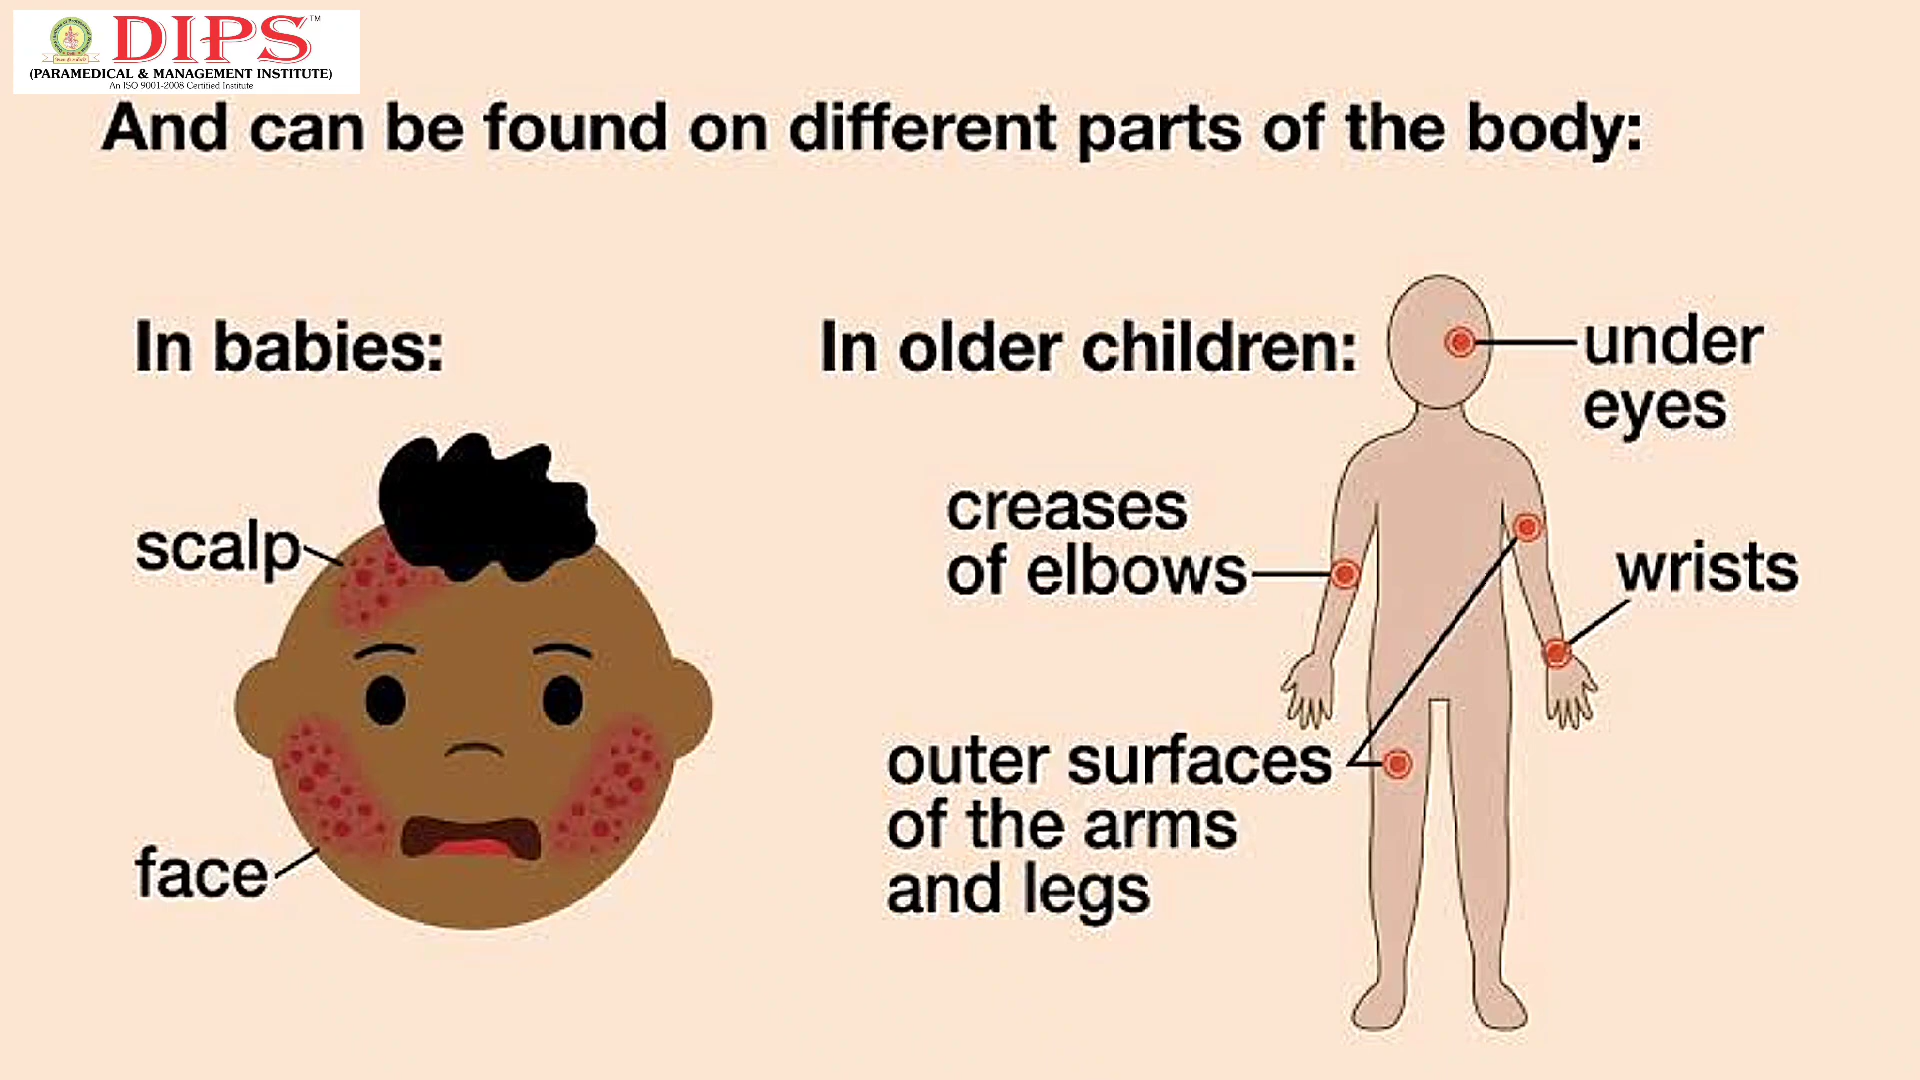 DIPS™
(PARAMEDICAL & MANAGEMENT INSTITUTE)
An ISO 9001-2008 Certified Institute
And can be found on different parts of the body:
In babies:
scalp
face
In older children:
under
eyes
creases
of elbows
wrists
outer surfaces
of the arms
and legs